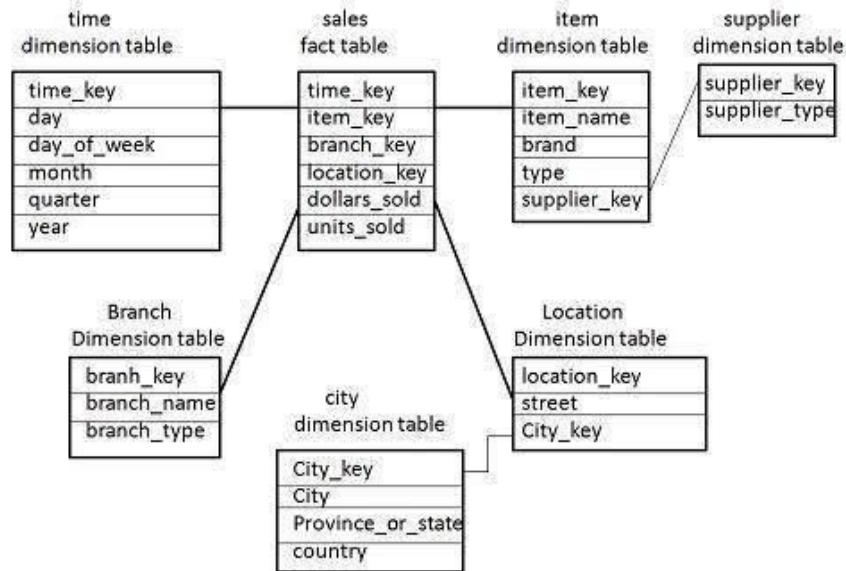 time
dimension table
time_key
day
day_of_week
month
quarter
year
sales
fact table
time_key
item_key
branch_key
location_key
dollars_sold
units_sold
item
dimension table
item_key
item_name
brand
type
supplier_key
supplier
dimension table
supplier_key
supplier_type
Branch
Dimension table
branh_key
branch_name
branch_type
city
dimension table
City_key
City
Province_or_state
country
Location
Dimension table
location_key
street
City_key